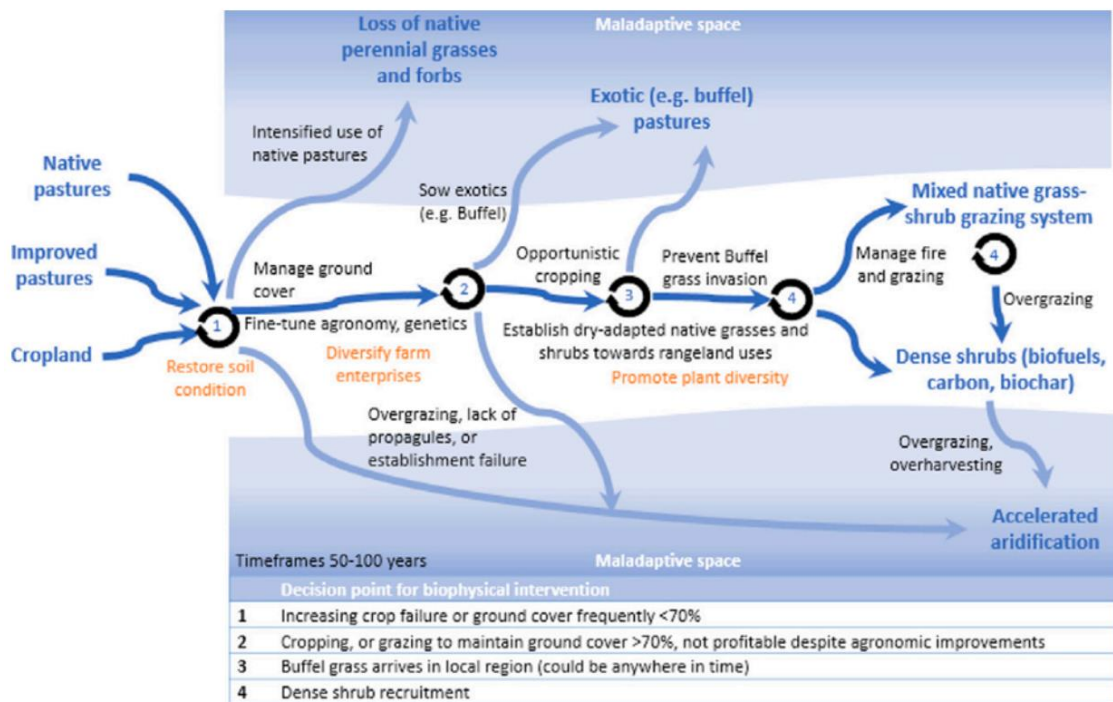 Maladaptive space
Loss of native
perennial grasses
and forbs
Exotic (e.g. buffel)
pastures
Intensified use of
native pastures
Native
pastures
Sow exotics
(e.g. Buffel)
Mixed native grass-
shrub grazing system
Improved
pastures
Manage ground
cover
Opportunistic
cropping
Prevent Buffel
grass invasion
Manage fire
and grazing
4
1
2
3
4
Overgrazing
Fine-tune agronomy, genetics
Establish dry-adapted native grasses and
shrubs towards rangeland uses
Cropland
Restore soil
condition
Diversify farm
enterprises
Promote plant diversity
Dense shrubs (biofuels,
carbon, biochar)
Overgrazing, lack of
propagules, or
establishment failure
Overgrazing,
overharvesting
Accelerated
aridification
Timeframes 50-100 years
Maladaptive space
Decision point for biophysical intervention
1 Increasing crop failure or ground cover frequently <70%
2 Cropping, or grazing to maintain ground cover >70%, not profitable despite agronomic improvements
3 Buffel grass arrives in local region (could be anywhere in time)
4 Dense shrub recruitment